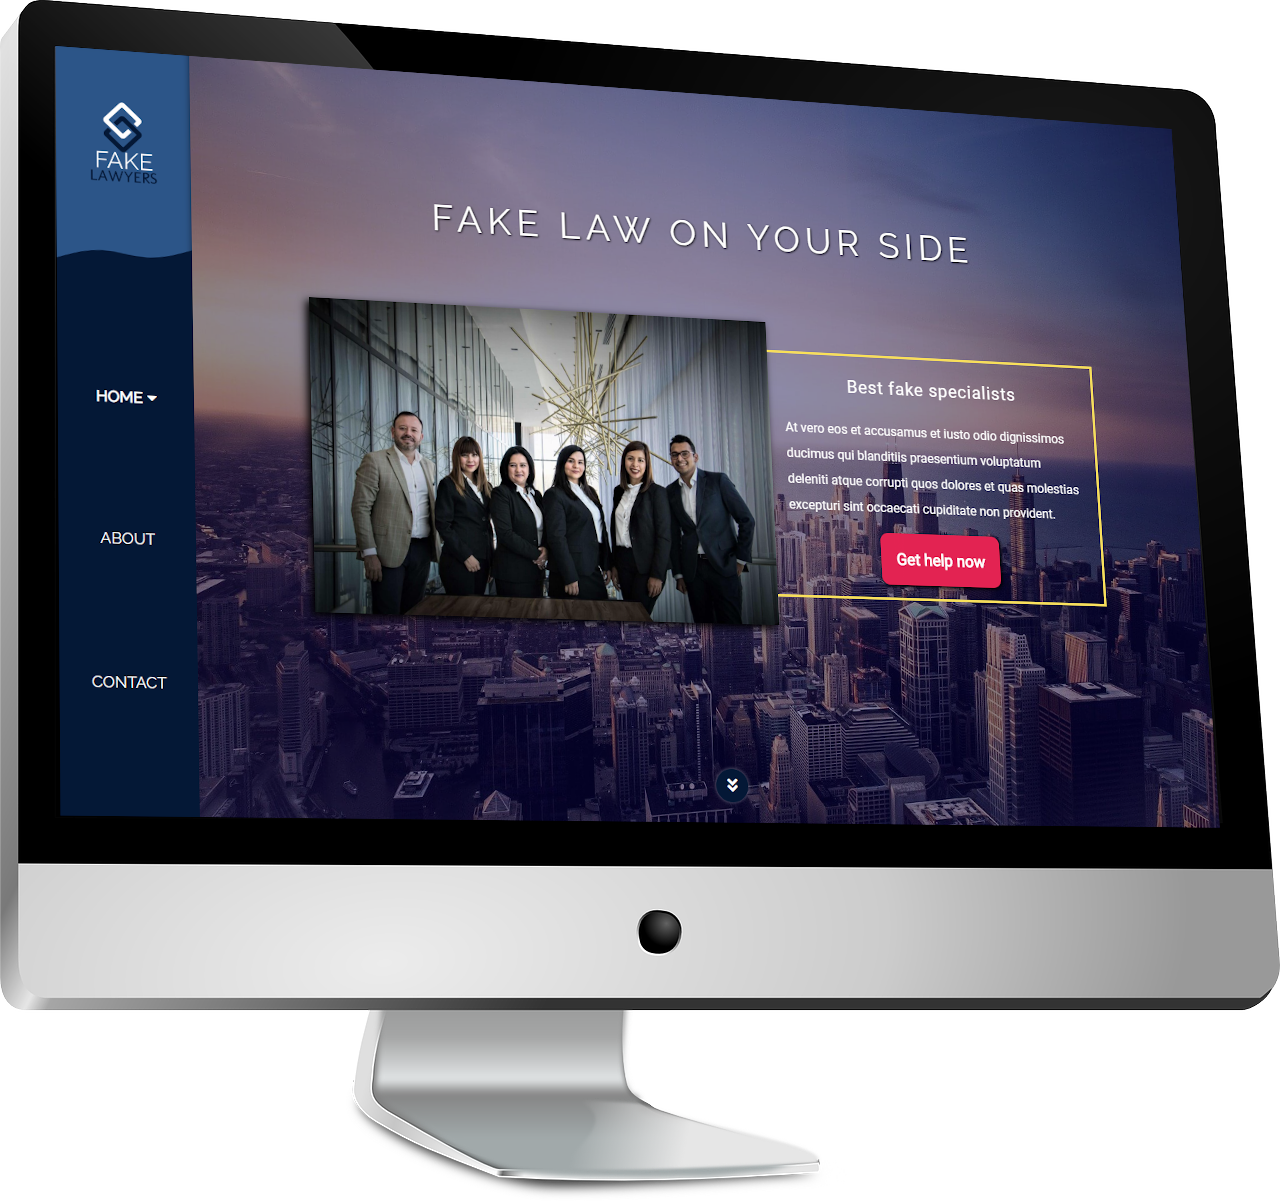 FAKE
LAWYERS
HOME
ABOUT
CONTACT
FAKE LAW ON YOUR SIDE
Best fake specialists
At vero eos et accusamus et iusto odio dignissimos
ducimus qui blanditiis praesentium voluptatum
deleniti atque corrupti quos dolores et quas molestias
excepturi sint occaecati cupiditate non provident.
Get help now